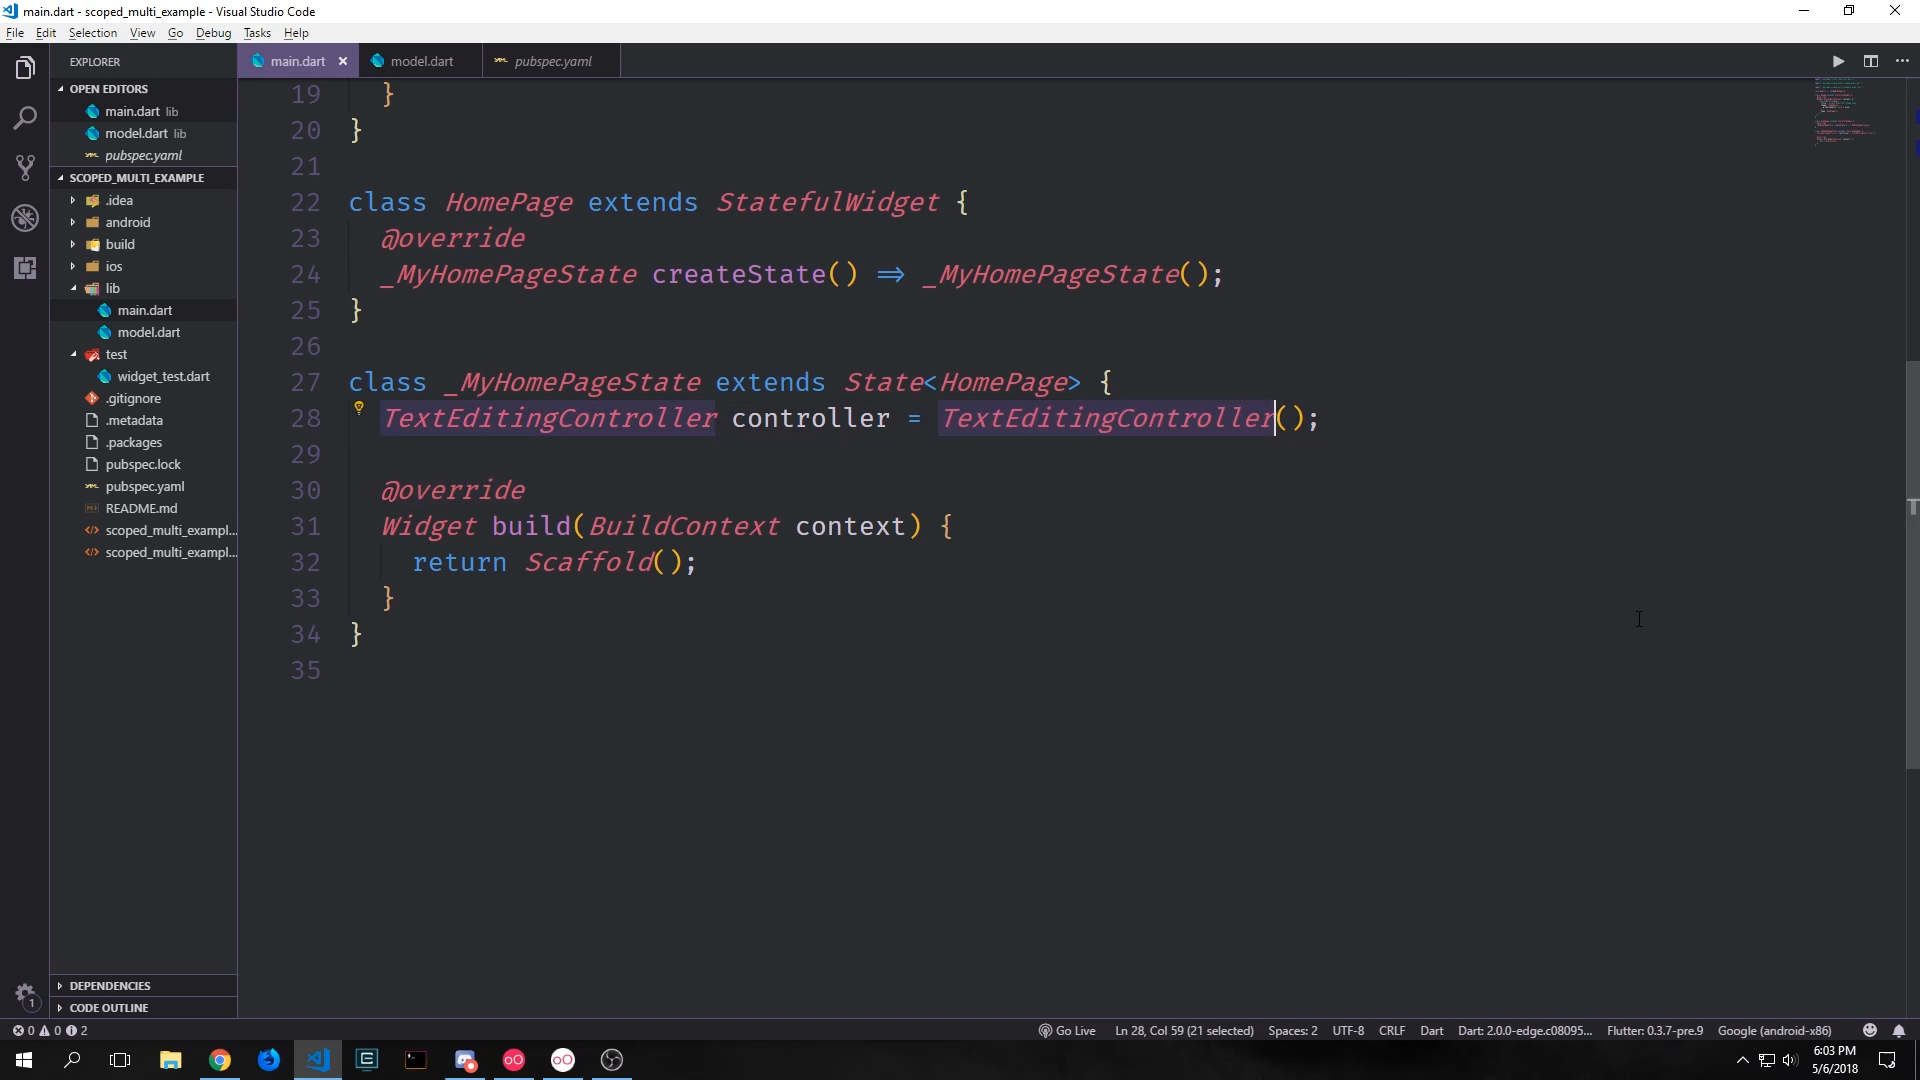 main.dart - scoped_multi_example - Visual Studio Code
File Edit Selection View Go Debug Tasks Help
EXPLORER
OPEN EDITORS
main.dart lib
model.dart lib
pubspec.yaml
SCOPED_MULTI_EXAMPLE
.idea
android
build
ios
lib
main.dart
model.dart
test
widget_test.dart
.gitignore
.metadata
.packages
pubspec.lock
pubspec.yaml
README.md
scoped_multi_exampl...
scoped_multi_exampl...
DEPENDENCIES
CODE OUTLINE
main.dart model.dart pubspec.yaml
19 }
20 }
21
22 class HomePage extends StatefulWidget {
23 @override
24 _MyHomePageState createState() => _MyHomePageState();
25 }
26
27 class _MyHomePageState extends State<HomePage> {
28 TextEditingController controller = TextEditingController();
29
30 @override
31 Widget build(BuildContext context) {
32 return Scaffold();
33 }
34 }
35
1
0 0 2 Go Live Ln 28, Col 59 (21 selected) Spaces: 2 UTF-8 CRLF Dart Dart: 2.0.0-edge.c08095... Flutter: 0.3.7-pre.9 Google (android-x86)
6:03 PM
5/6/2018